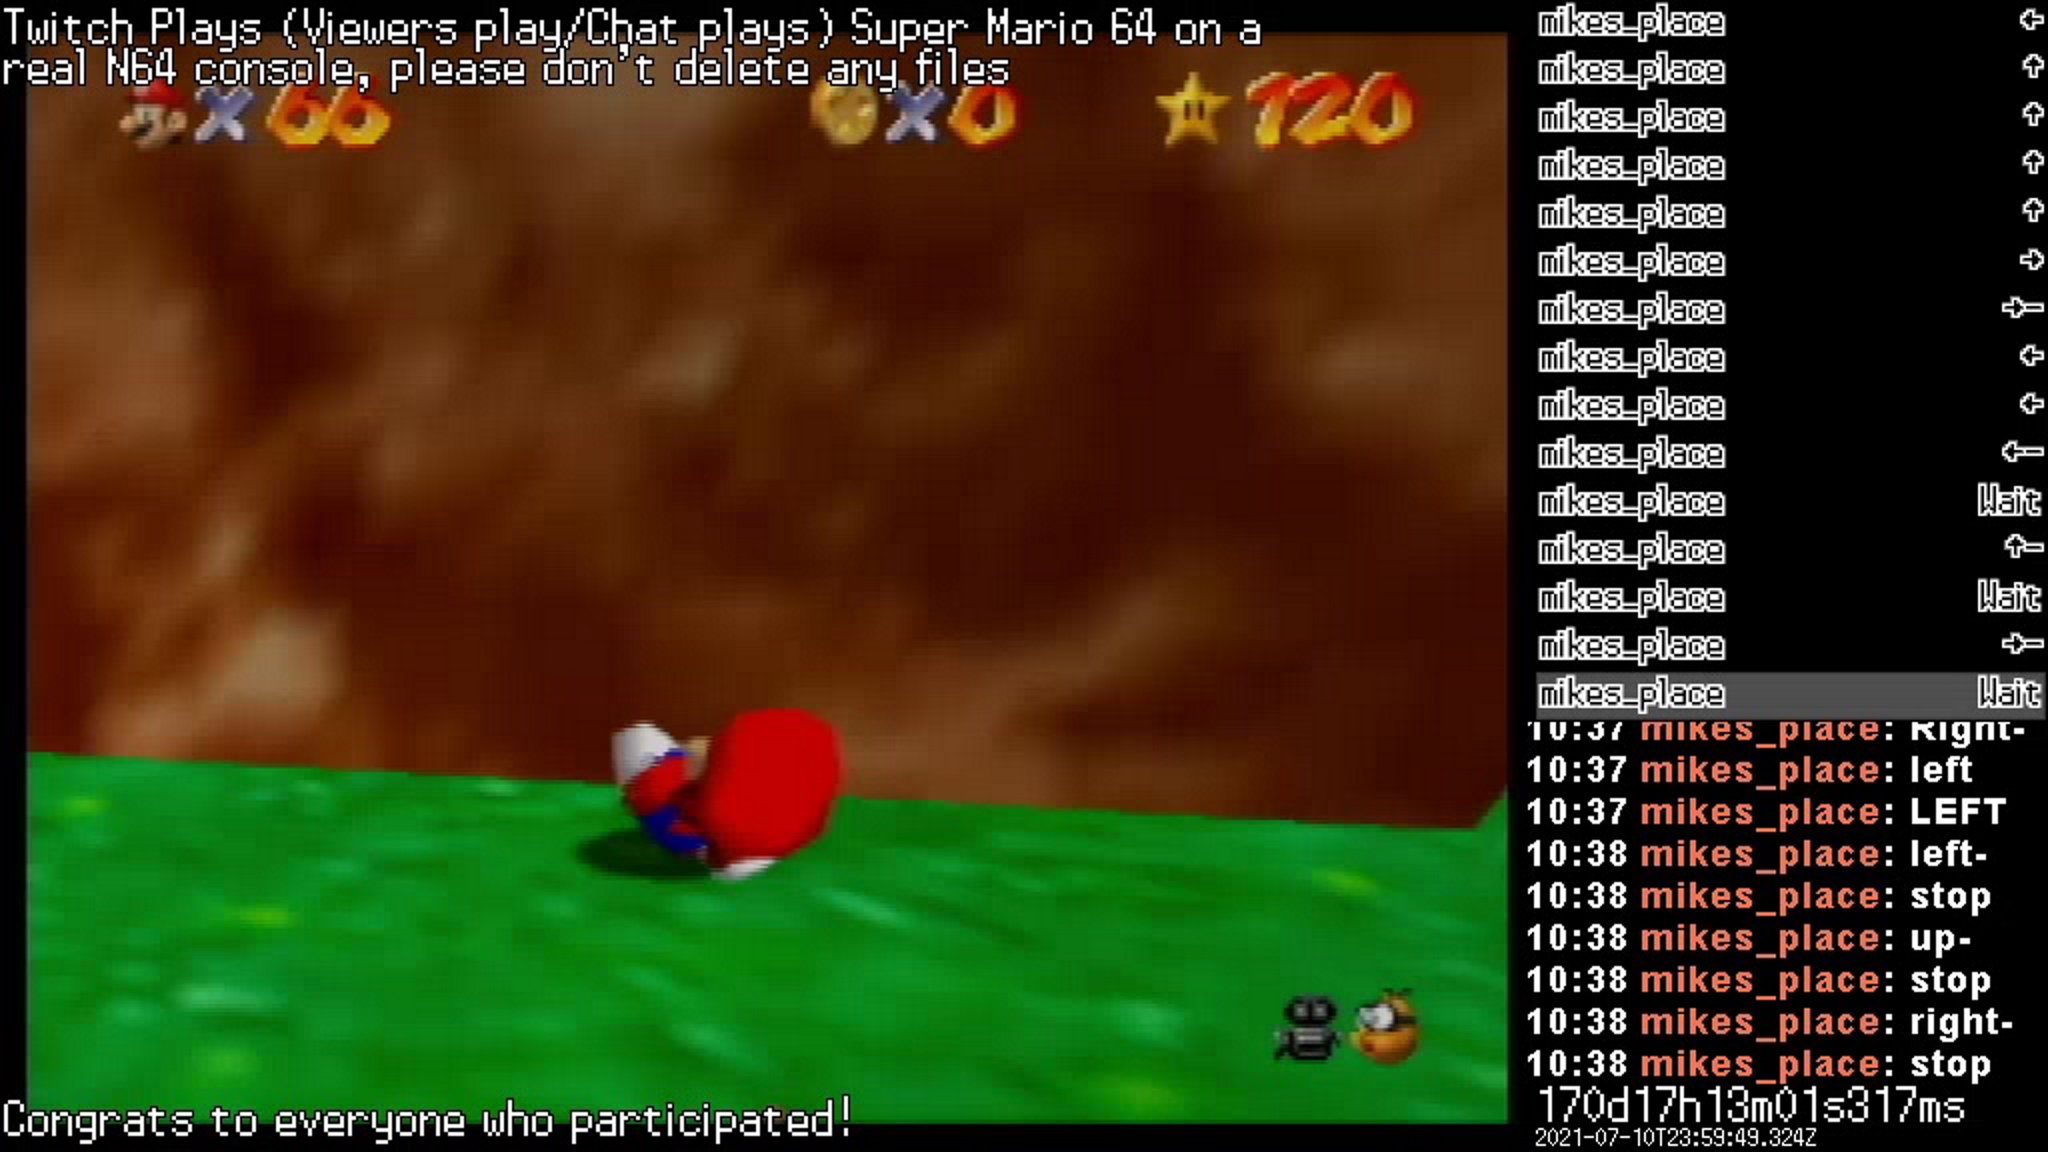 Twitch Plays (Viewers play/Chat plays) Super Mario 64 on a
real N64 console, please don't delete any files
x 66
x 0
120
mikes_place ←
mikes_place ↑
mikes_place ↑
mikes_place ↑
mikes_place ↑
mikes_place →
mikes_place →-
mikes_place ←
mikes_place ←
mikes_place ←-
mikes_place Wait
mikes_place ↑-
mikes_place Wait
mikes_place →-
mikes_place Wait
10:37 mikes_place: Right-
10:37 mikes_place: left
10:37 mikes_place: LEFT
10:38 mikes_place: left-
10:38 mikes_place: stop
10:38 mikes_place: up-
10:38 mikes_place: stop
10:38 mikes_place: right-
10:38 mikes_place: stop
170d17h13m01s317ms
2021-07-10T23:59:49.324Z
Congrats to everyone who participated!